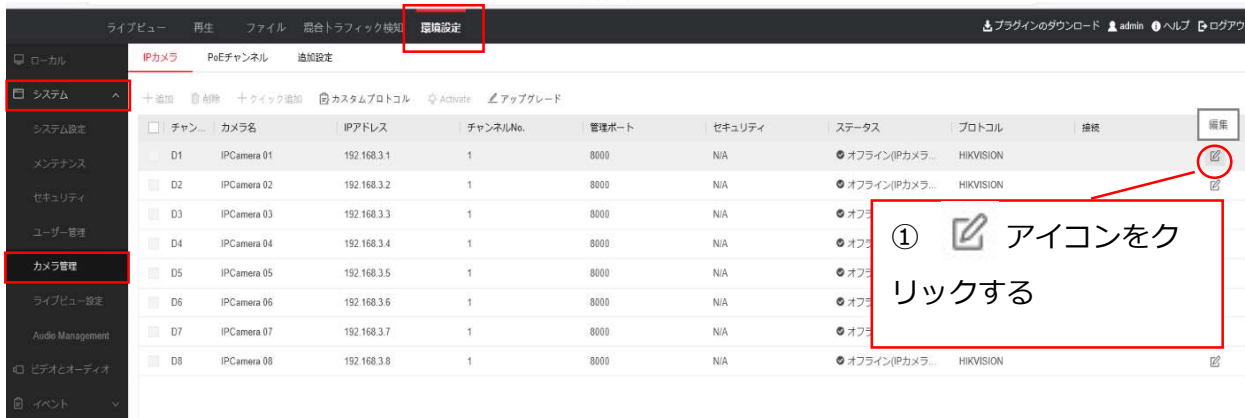 ライブビュー 再生 ファイル 混合トラフィック検知 環境設定 プラグインのダウンロード admin ヘルプ ログアウ
ローカル
IPカメラ PoEチャンネル 追加設定
システム
追加 削除 クイック追加 カスタムプロトコル Activate アップグレード
システム設定
メンテナンス
セキュリティ
ユーザー管理
カメラ管理
ライブビュー設定
Audio Management
ビデオとオーディオ
イベント
チャン... カメラ名 IPアドレス チャンネルNo. 管理ポート セキュリティ ステータス プロトコル 接続 編集
D1 IPCamera 01 192.168.3.1 1 8000 N/A オフライン(IPカメラ... HIKVISION
D2 IPCamera 02 192.168.3.2 1 8000 N/A オフライン(IPカメラ... HIKVISION
D3 IPCamera 03 192.168.3.3 1 8000 N/A オフラ
D4 IPCamera 04 192.168.3.4 1 8000 N/A オフラ
D5 IPCamera 05 192.168.3.5 1 8000 N/A オフラ
D6 IPCamera 06 192.168.3.6 1 8000 N/A オフラ
D7 IPCamera 07 192.168.3.7 1 8000 N/A オフラ
D8 IPCamera 08 192.168.3.8 1 8000 N/A オフライン(IPカメラ... HIKVISION
① アイコンをク
リックする